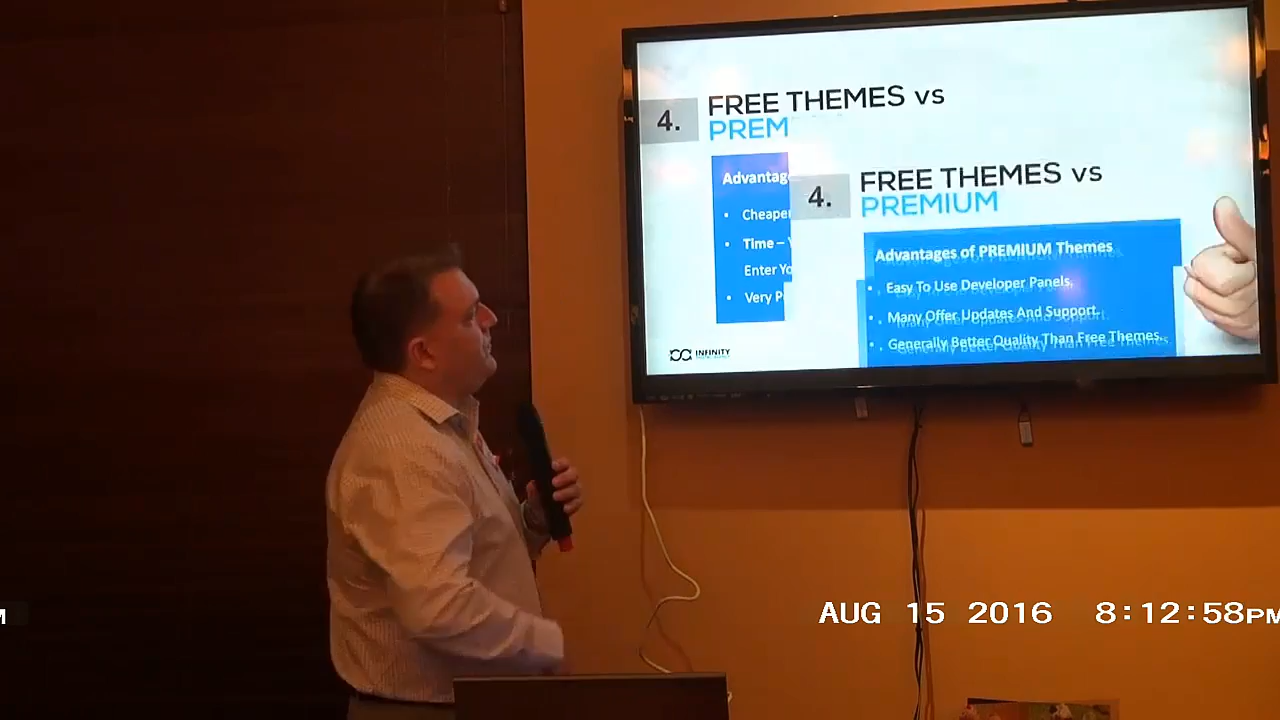 4.
FREE THEMES vs
PREM
Advantag
• Cheaper
• Time –
Enter Yo
• Very P
4.
FREE THEMES vs
PREMIUM
Advantages of PREMIUM Themes
• Easy To Use Developer Panels.
• Many Offer Updates And Support.
• Generally Better Quality Than Free Themes.
INFINITY
AUG 15 2016 8:12:58PM
M